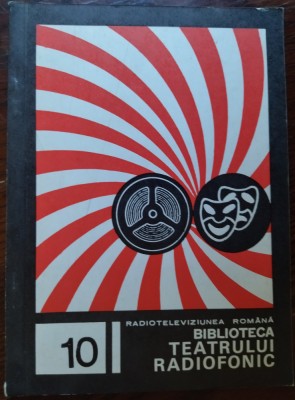 RADIOTELEVIZIUNEA ROMÂNĂ
BIBLIOTECA
TEATRULUI
RADIOFONIC
10